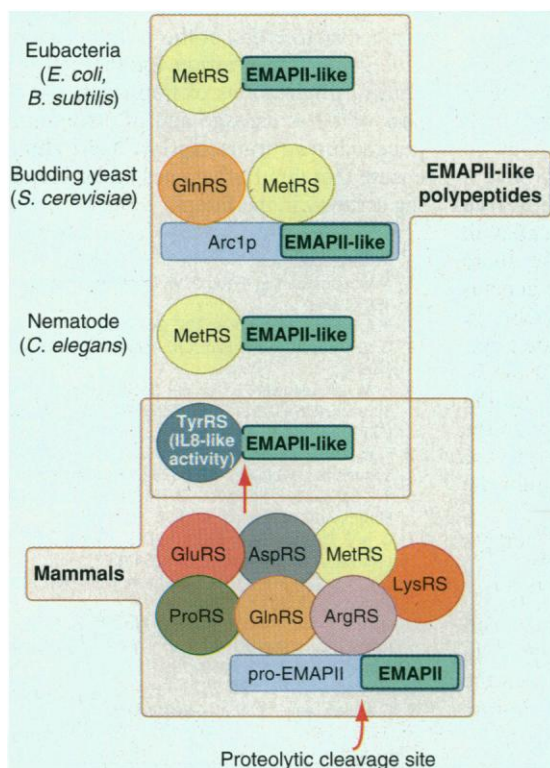 Eubacteria
(E. coli,
B. subtilis)
MetRS
EMAPII-like
Budding yeast
(S. cerevisiae)
GlnRS
MetRS
Arc1p
EMAPII-like
EMAPII-like
polypeptides
Nematode
(C. elegans)
MetRS
EMAPII-like
TyrRS
(IL8-like
activity)
EMAPII-like
Mammals
GluRS
AspRS
MetRS
LysRS
ProRS
GlnRS
ArgRS
pro-EMAPII
EMAPII
Proteolytic cleavage site